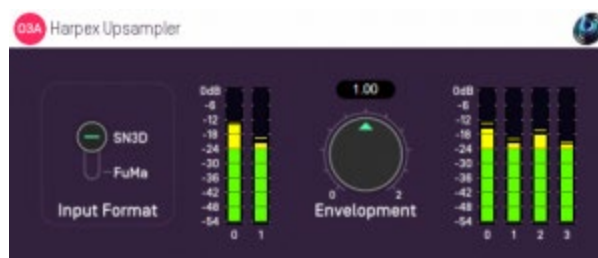 O3A Harpex Upsampler
1.00
0dB
-6
-12
-18
-24
-30
-36
-42
-48
-54
0 1
SN3D
FuMa
Input Format
0 2
Envelopment
0dB
-6
-12
-18
-24
-30
-36
-42
-48
-54
0 1 2 3